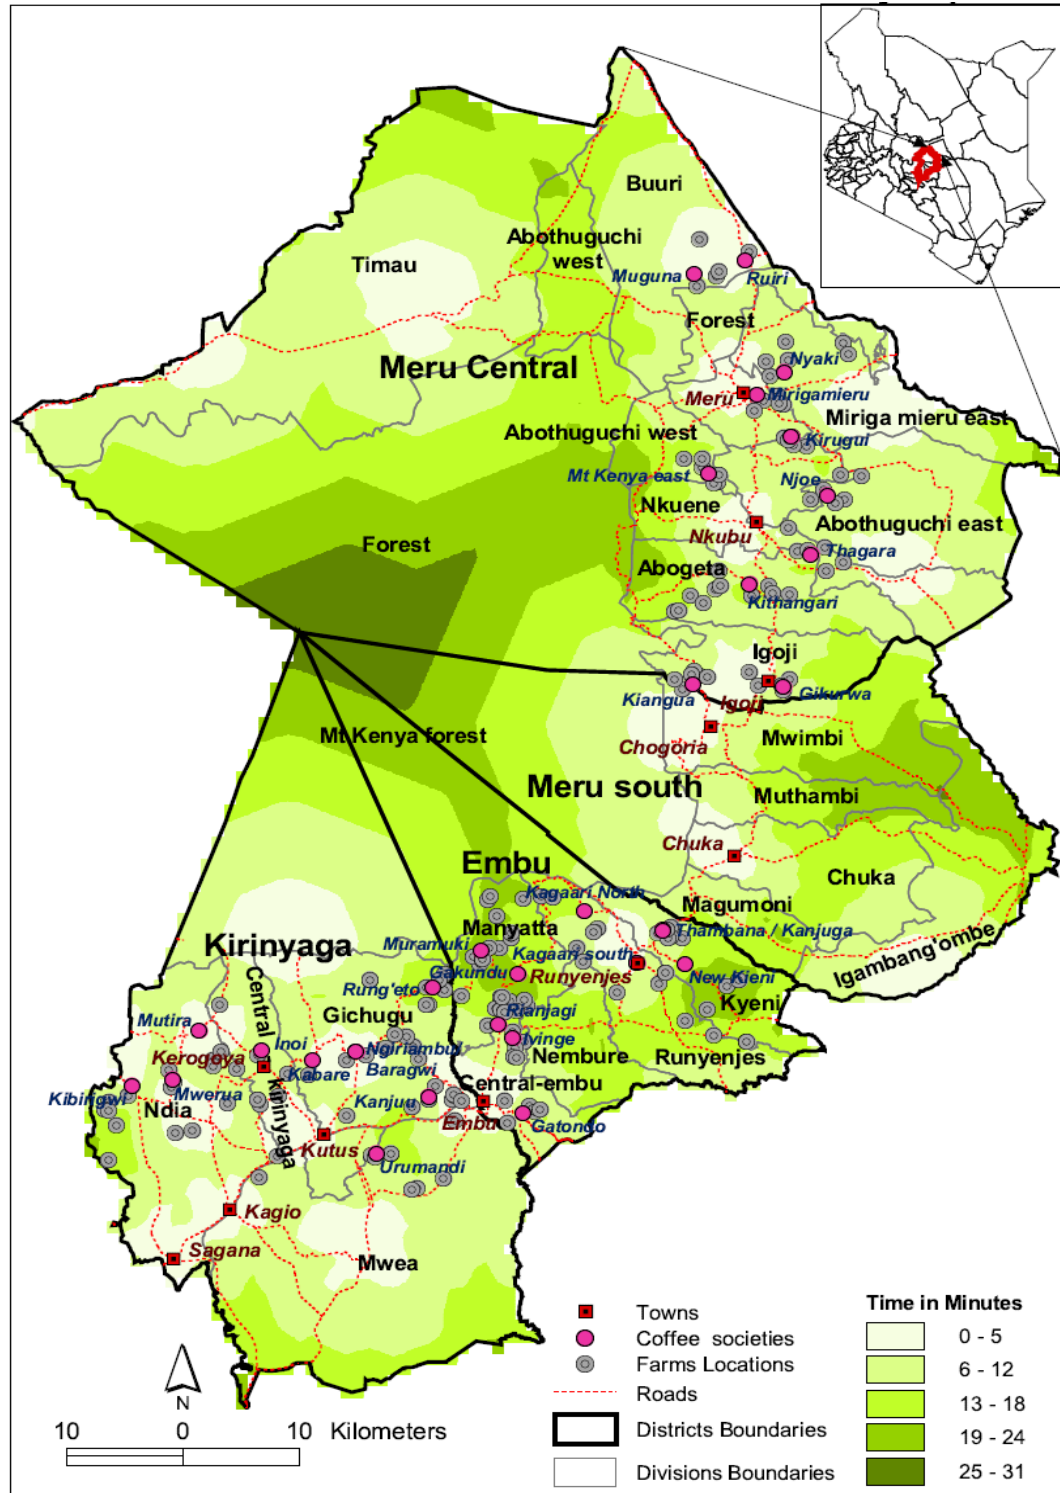 Buuri
Abothuguchi
west
Timau
Muguna
Ruiri
Forest
Nyaki
Meru Central
Meru
Mirigamieru
Miriga mieru east
Abothuguchi west
Kirugui
Mt Kenya east
Njoe
Nkuene
Abothuguchi east
Nkubu
Forest
Thagara
Abogeta
Kithangari
Igoji
Kiangua
Igoji
Gikurwa
Mt Kenya forest
Chogoria
Mwimbi
Meru south
Muthambi
Chuka
Embu
Chuka
Kagaari North
Magumoni
Manyatta
Thambana / Kanjuga
Kirinyaga
Muramuki
Kagaari south
Igambang'ombe
Gakundu
Runyenjes
New Kieni
Rung'eto
Kyeni
Central
kirinyaga
Gichugu
Rianjagi
Mutira
Inoi
Ngiriambu
Ivinge
Kerogoya
Kabare
Baragwi
Nembure
Runyenjes
Kibirigwi
Mwerua
Central-embu
Ndia
Kanjuu
Embu
Gatondo
Kutus
Urumandi
Kagio
Sagana
Mwea
N
10 0 10 Kilometers
Towns
Coffee societies
Farms Locations
Roads
Districts Boundaries
Divisions Boundaries
Time in Minutes
0 - 5
6 - 12
13 - 18
19 - 24
25 - 31